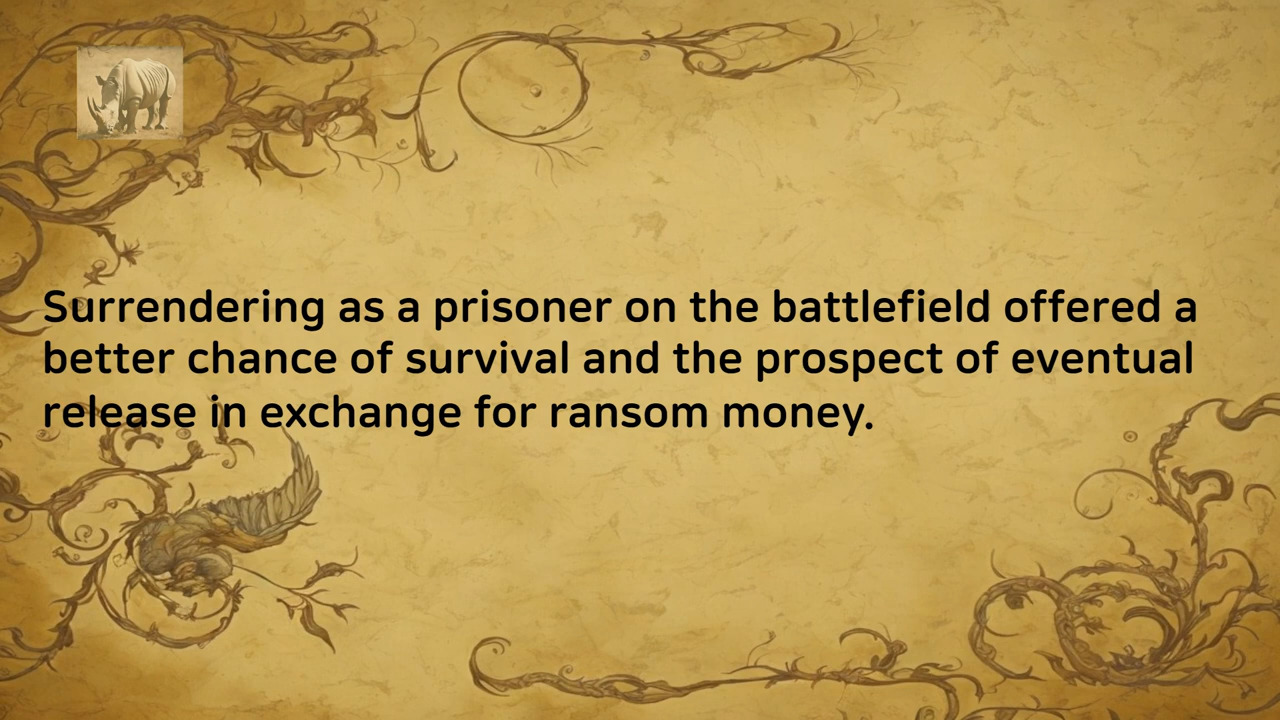 Surrendering as a prisoner on the battlefield offered a
better chance of survival and the prospect of eventual
release in exchange for ransom money.